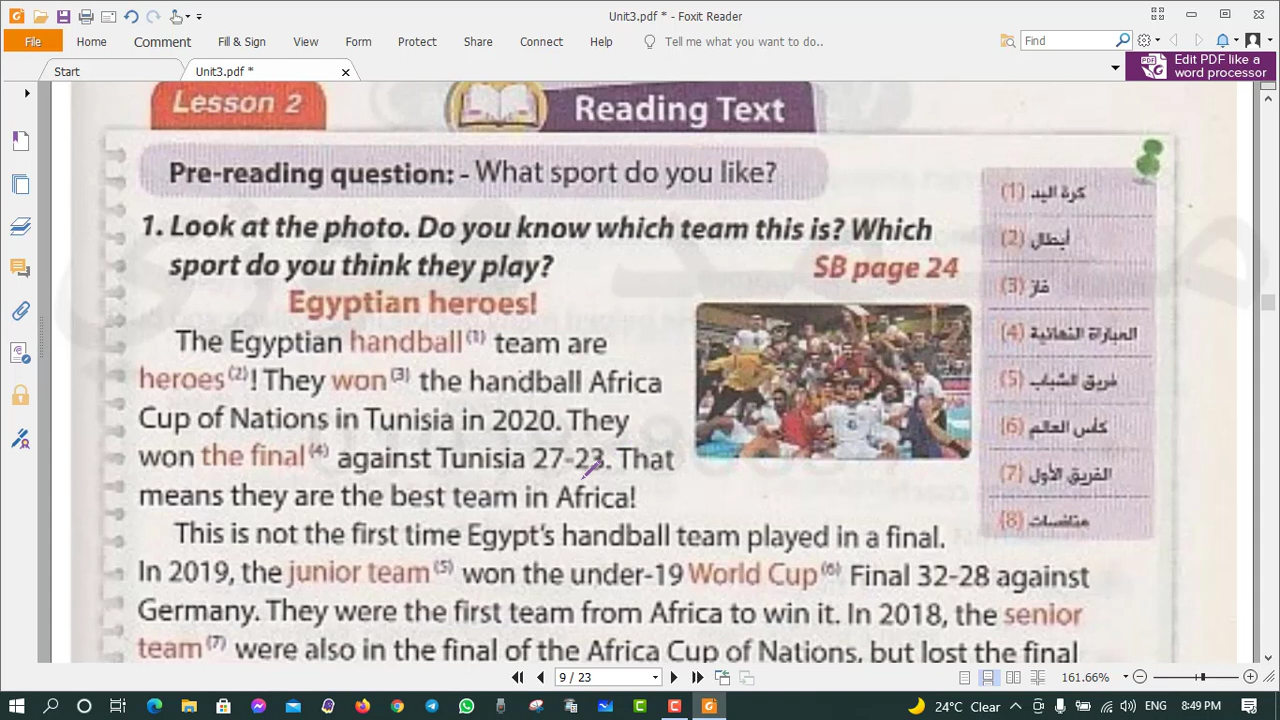 Unit3.pdf * - Foxit Reader
File Home Comment Fill & Sign View Form Protect Share Connect Help Tell me what you want to do.. Find
Start Unit3.pdf * Edit PDF like a
word processor
Lesson 2 Reading Text
Pre-reading question: - What sport do you like?
1. Look at the photo. Do you know which team this is? Which
sport do you think they play? SB page 24
Egyptian heroes!
The Egyptian handball (1) team are
heroes(2)! They won (3) the handball Africa
Cup of Nations in Tunisia in 2020. They
won the final (4) against Tunisia 27-23. That
means they are the best team in Africa!
This is not the first time Egypt's handball team played in a final.
In 2019, the junior team(5) won the under-19 World Cup(6) Final 32-28 against
Germany. They were the first team from Africa to win it. In 2018, the senior
team(7) were also in the final of the Africa Cup of Nations, but lost the final
(1) كرة اليد
(2) أبطال
(3) فاز
(4) المباراة النهائية
(5) فريق الشباب
(6) كأس العالم
(7) الفريق الأول
(8) منافسات
9 / 23 161.66%
24°C Clear ENG 8:49 PM